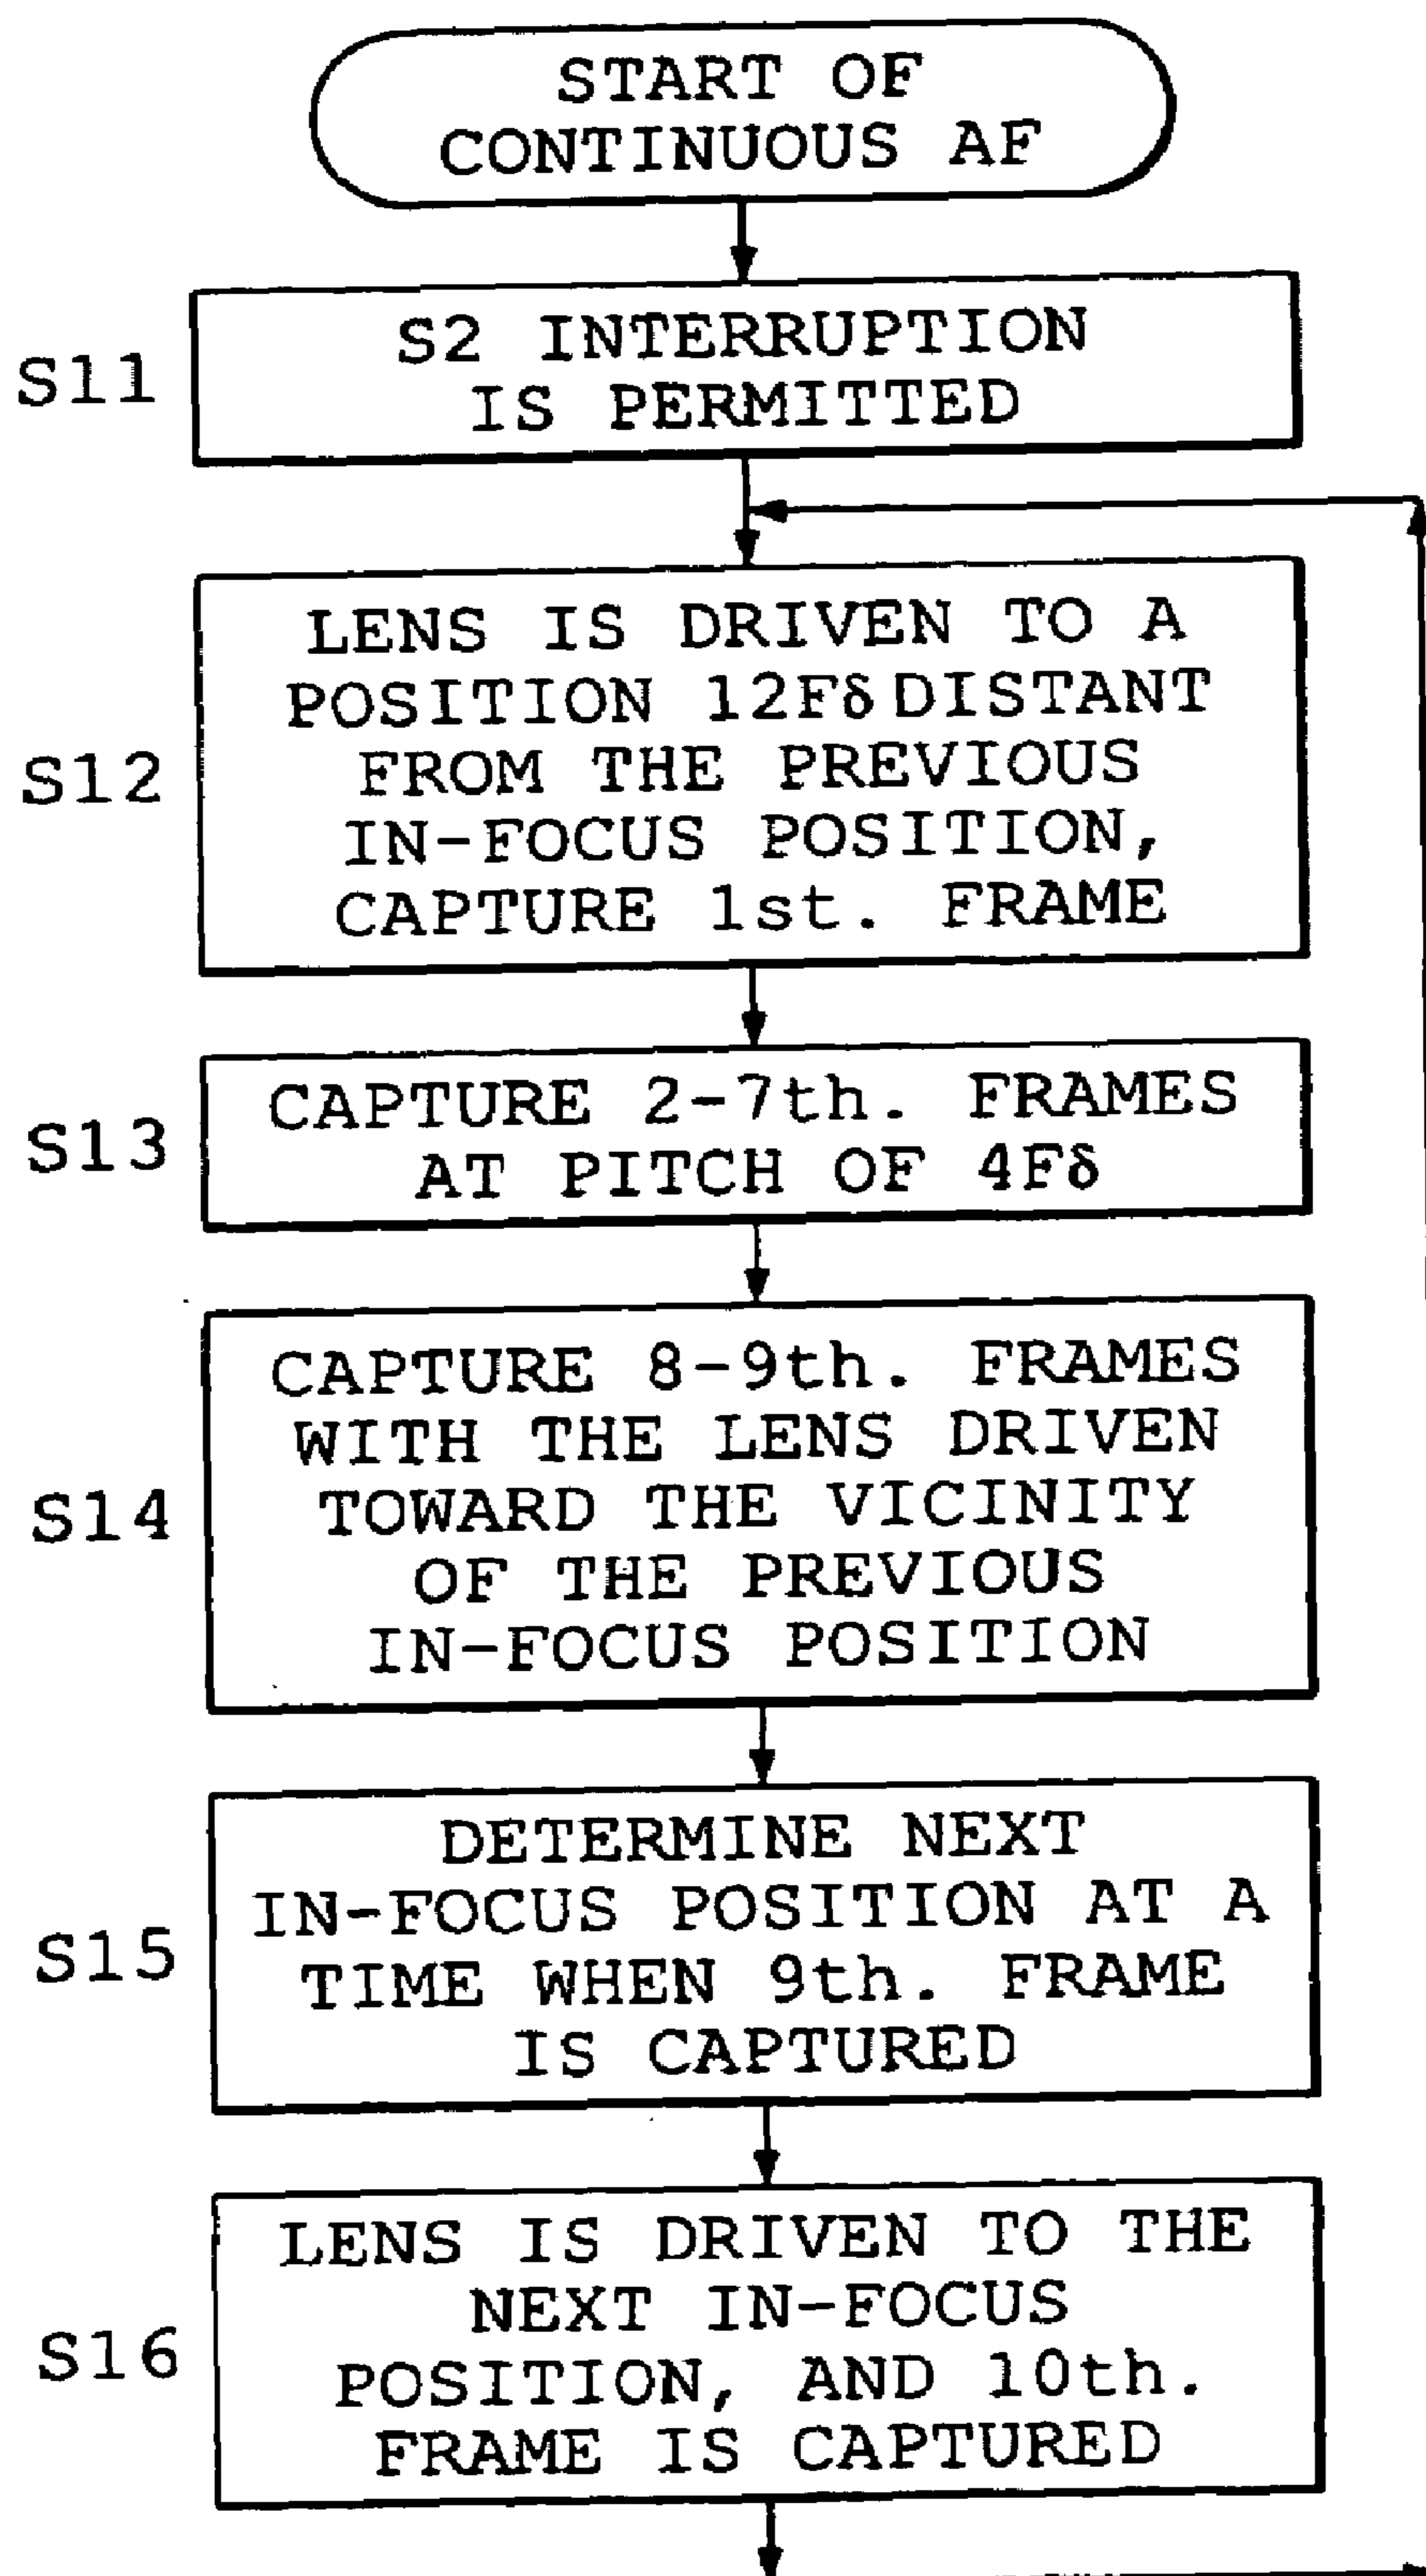 START OF
CONTINUOUS AF
S11
S2 INTERRUPTION
IS PERMITTED
S12
LENS IS DRIVEN TO A
POSITION 12Fδ DISTANT
FROM THE PREVIOUS
IN-FOCUS POSITION,
CAPTURE 1st. FRAME
S13
CAPTURE 2-7th. FRAMES
AT PITCH OF 4Fδ
S14
CAPTURE 8-9th. FRAMES
WITH THE LENS DRIVEN
TOWARD THE VICINITY
OF THE PREVIOUS
IN-FOCUS POSITION
S15
DETERMINE NEXT
IN-FOCUS POSITION AT A
TIME WHEN 9th. FRAME
IS CAPTURED
S16
LENS IS DRIVEN TO THE
NEXT IN-FOCUS
POSITION, AND 10th.
FRAME IS CAPTURED